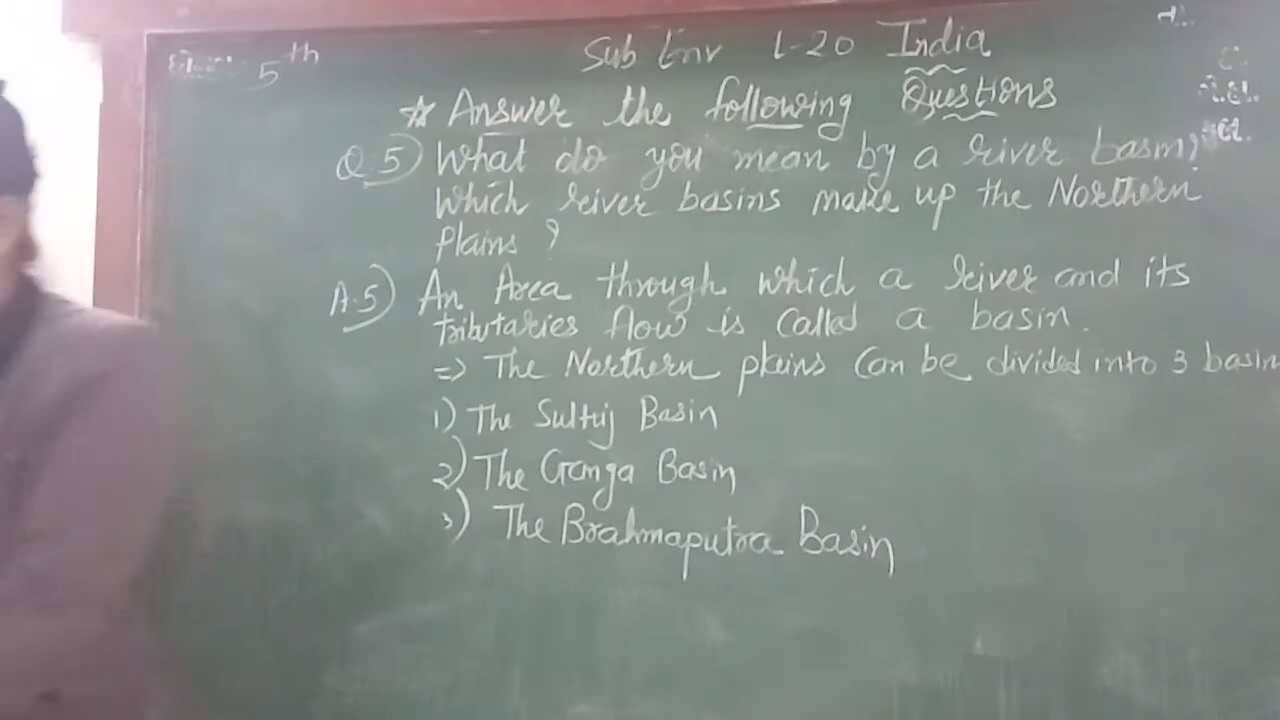 5th
Sub Env L-20 India
☆ Answer the following Questions
Q.5) What do you mean by a river basin?
Which river basins make up the Northern
plains ?
A.5) An Area through which a river and its
tributaries flow is called a basin.
=> The Northern plains can be divided into 3 basin
1) The Sultuj Basin
2) The Ganga Basin
3) The Brahmaputra Basin